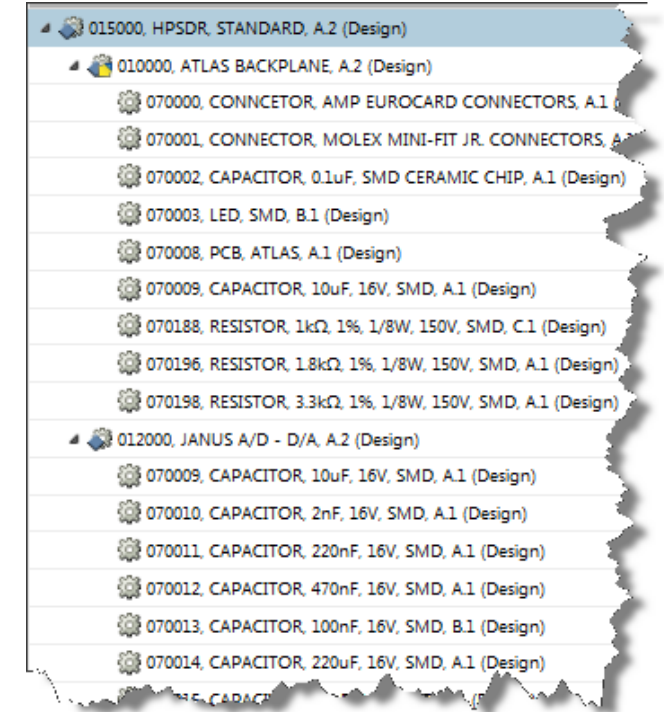 015000, HPSDR, STANDARD, A.2 (Design)
010000, ATLAS BACKPLANE, A.2 (Design)
070000, CONNCETOR, AMP EUROCARD CONNECTORS, A.1
070001, CONNECTOR, MOLEX MINI-FIT JR. CONNECTORS,
070002, CAPACITOR, 0.1uF, SMD CERAMIC CHIP, A.1 (Design)
070003, LED, SMD, B.1 (Design)
070008, PCB, ATLAS, A.1 (Design)
070009, CAPACITOR, 10uF, 16V, SMD, A.1 (Design)
070188, RESISTOR, 1kΩ, 1%, 1/8W, 150V, SMD, C.1 (Design)
070196, RESISTOR, 1.8kΩ, 1%, 1/8W, 150V, SMD, A.1 (Design)
070198, RESISTOR, 3.3kΩ, 1%, 1/8W, 150V, SMD, A.1 (Design)
012000, JANUS A/D - D/A, A.2 (Design)
070009, CAPACITOR, 10uF, 16V, SMD, A.1 (Design)
070010, CAPACITOR, 2nF, 16V, SMD, A.1 (Design)
070011, CAPACITOR, 220nF, 16V, SMD, A.1 (Design)
070012, CAPACITOR, 470nF, 16V, SMD, A.1 (Design)
070013, CAPACITOR, 100nF, 16V, SMD, B.1 (Design)
070014, CAPACITOR, 220uF, 16V, SMD, A.1 (Design)